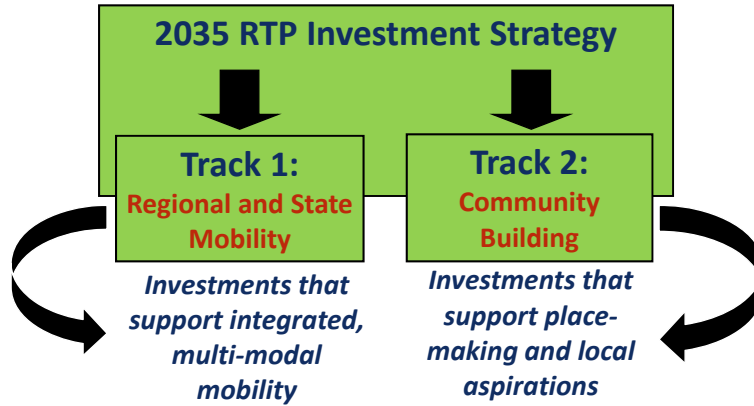 2035 RTP Investment Strategy
Track 1:
Regional and State
Mobility
Investments that
support integrated,
multi-modal
mobility
Track 2:
Community
Building
Investments that
support place-
making and local
aspirations